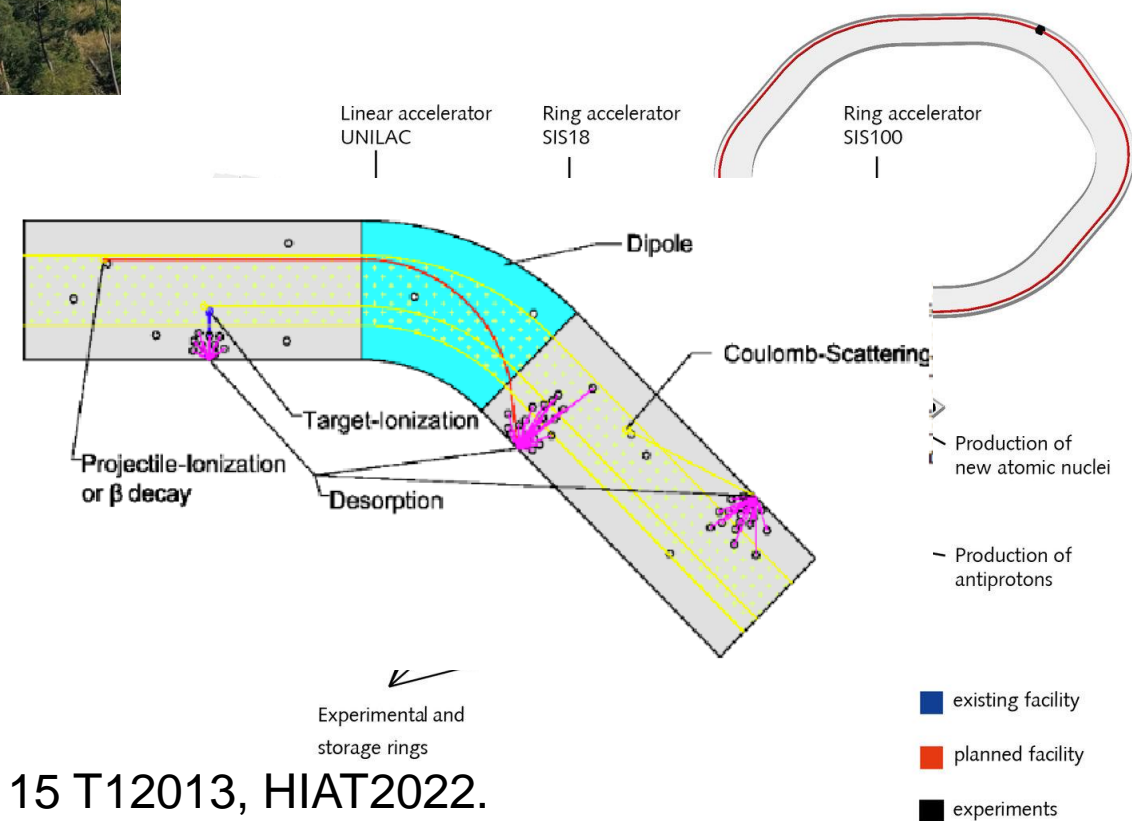 Linear accelerator
UNILAC
Ring accelerator
SIS18
Ring accelerator
SIS100
Dipole
Coulomb-Scattering
Target-Ionization
Projectile-Ionization
or β decay
Desorption
Production of
new atomic nuclei
Production of
antiprotons
Experimental and
storage rings
existing facility
planned facility
experiments
15 T12013, HIAT2022.